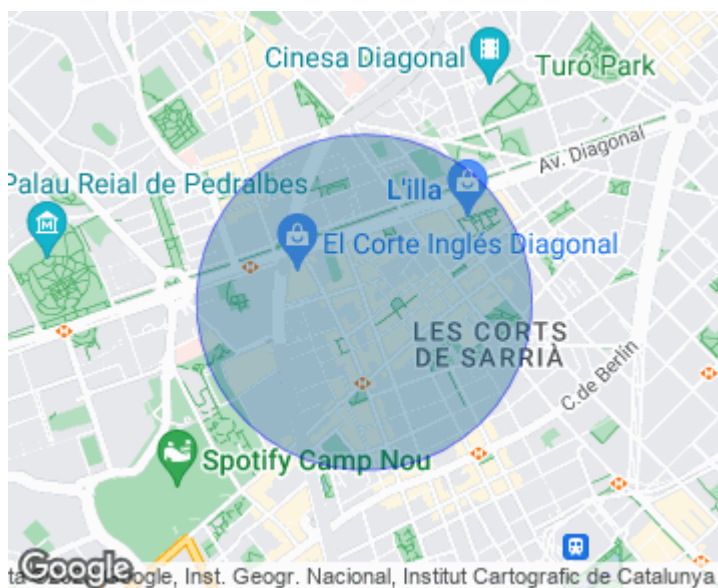 Cinesa Diagonal
Turó Park
Av. Diagonal
Palau Reial de Pedralbes
L'illa
El Corte Inglés Diagonal
LES CORTS
DE SARRIÀ
C. de Berlín
Spotify Camp Nou
Google
Google, Inst. Geogr. Nacional, Institut Cartogràfic de Catalunya